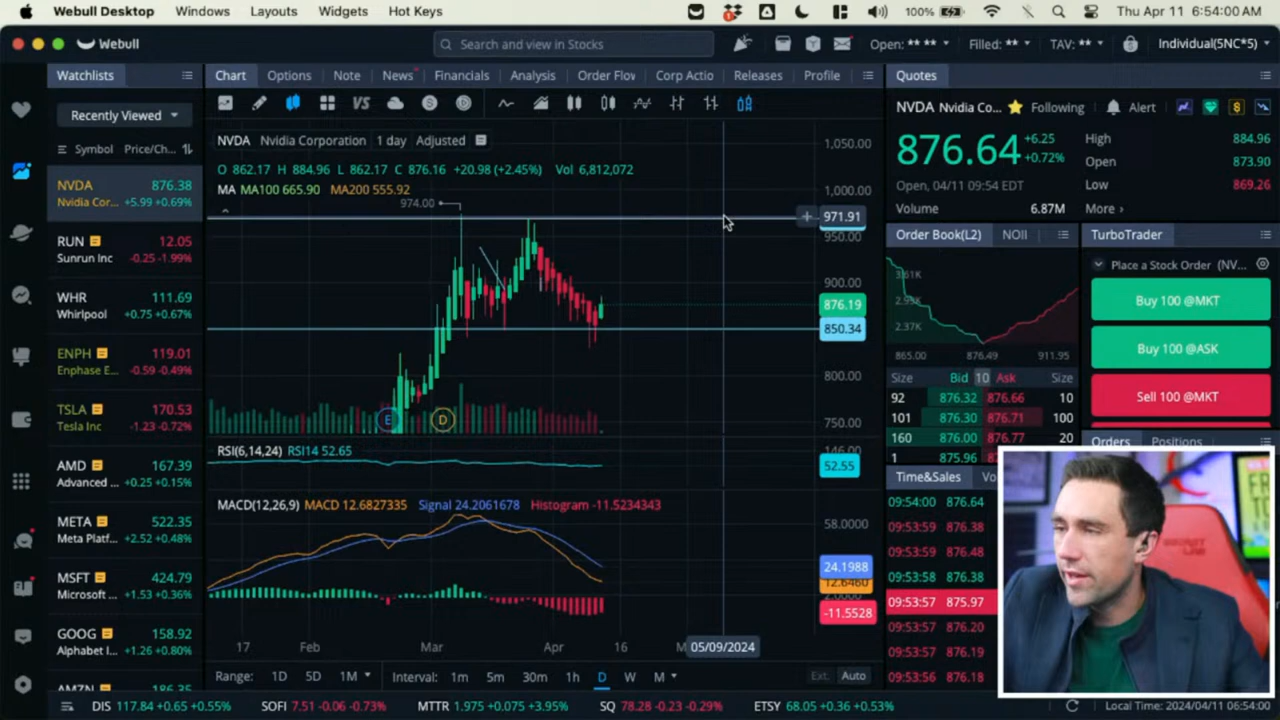 Webull Desktop Windows Layouts Widgets Hot Keys 100% Thu Apr 11 6:54:00 AM
Webull Search and view in Stocks Open: ** ** Filled: ** TAV: ** Individual(5NC*5)
Watchlists Chart Options Note News Financials Analysis Order Flow Corp Actio Releases Profile Quotes
Recently Viewed
Symbol Price/Ch...
NVDA 876.38
Nvidia Cor... +5.99 +0.69%
RUN 12.05
Sunrun Inc -0.25 -1.99%
WHR 111.69
Whirlpool +0.75 +0.67%
ENPH 119.01
Enphase E... -0.59 -0.49%
TSLA 170.53
Tesla Inc -1.23 -0.72%
AMD 167.39
Advanced ... +0.25 +0.15%
META 522.35
Meta Platf... +2.52 +0.48%
MSFT 424.79
Microsoft ... +1.53 +0.36%
GOOG 158.92
Alphabet I... +1.26 +0.80%
AMZN 186.35
VS
NVDA Nvidia Corporation 1 day Adjusted
O 862.17 H 884.96 L 862.17 C 876.16 +20.98 (+2.45%) Vol 6,812,072
MA MA100 665.90 MA200 555.92
974.00
1,050.00
1,000.00
971.91
950.00
900.00
876.19
850.34
800.00
750.00
E D
RSI(6,14,24) RSI14 52.65
146.00
52.55
MACD(12,26,9) MACD 12.6827335 Signal 24.2061678 Histogram -11.5234343
58.0000
24.1988
12.6460
2.0000
-11.5528
17 Feb Mar Apr 16 05/09/2024
Range: 1D 5D 1M Interval: 1m 5m 30m 1h D W M Ext. Auto
NVDA Nvidia Co... Following Alert
876.64 +6.25
+0.72%
High 884.96
Open 873.90
Low 869.26
Open, 04/11 09:54 EDT
Volume 6.87M More
Order Book(L2) NOII
3.61K
2.99K
2.37K
865.00 876.49 911.95
Size Bid 10 Ask Size
92 876.32 876.66 10
101 876.30 876.71 100
160 876.00 876.77 20
1 875.96
Time&Sales
09:54:00 876.64
09:53:59 876.38
09:53:59 876.48
09:53:58 876.38
09:53:57 875.97
09:53:57 876.20
09:53:57 876.19
09:53:56 876.18
TurboTrader
Place a Stock Order (NV...
Buy 100 @MKT
Buy 100 @ASK
Sell 100 @MKT
Orders Positions
DIS 117.84 +0.65 +0.55% SOFI 7.51 -0.06 -0.73% MTTR 1.975 +0.075 +3.95% SQ 78.28 -0.23 -0.29% ETSY 68.05 +0.36 +0.53% Local Time: 2024/04/11 06:54:00